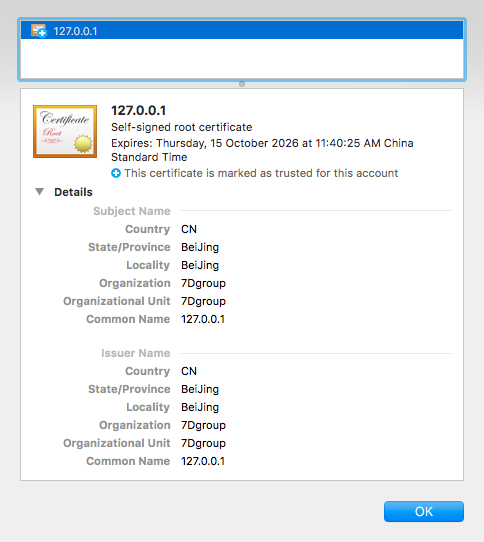 127.0.0.1
Certificate
Root
127.0.0.1
Self-signed root certificate
Expires: Thursday, 15 October 2026 at 11:40:25 AM China
Standard Time
This certificate is marked as trusted for this account
Details
Subject Name
Country CN
State/Province BeiJing
Locality BeiJing
Organization 7Dgroup
Organizational Unit 7Dgroup
Common Name 127.0.0.1
Issuer Name
Country CN
State/Province BeiJing
Locality BeiJing
Organization 7Dgroup
Organizational Unit 7Dgroup
Common Name 127.0.0.1
OK